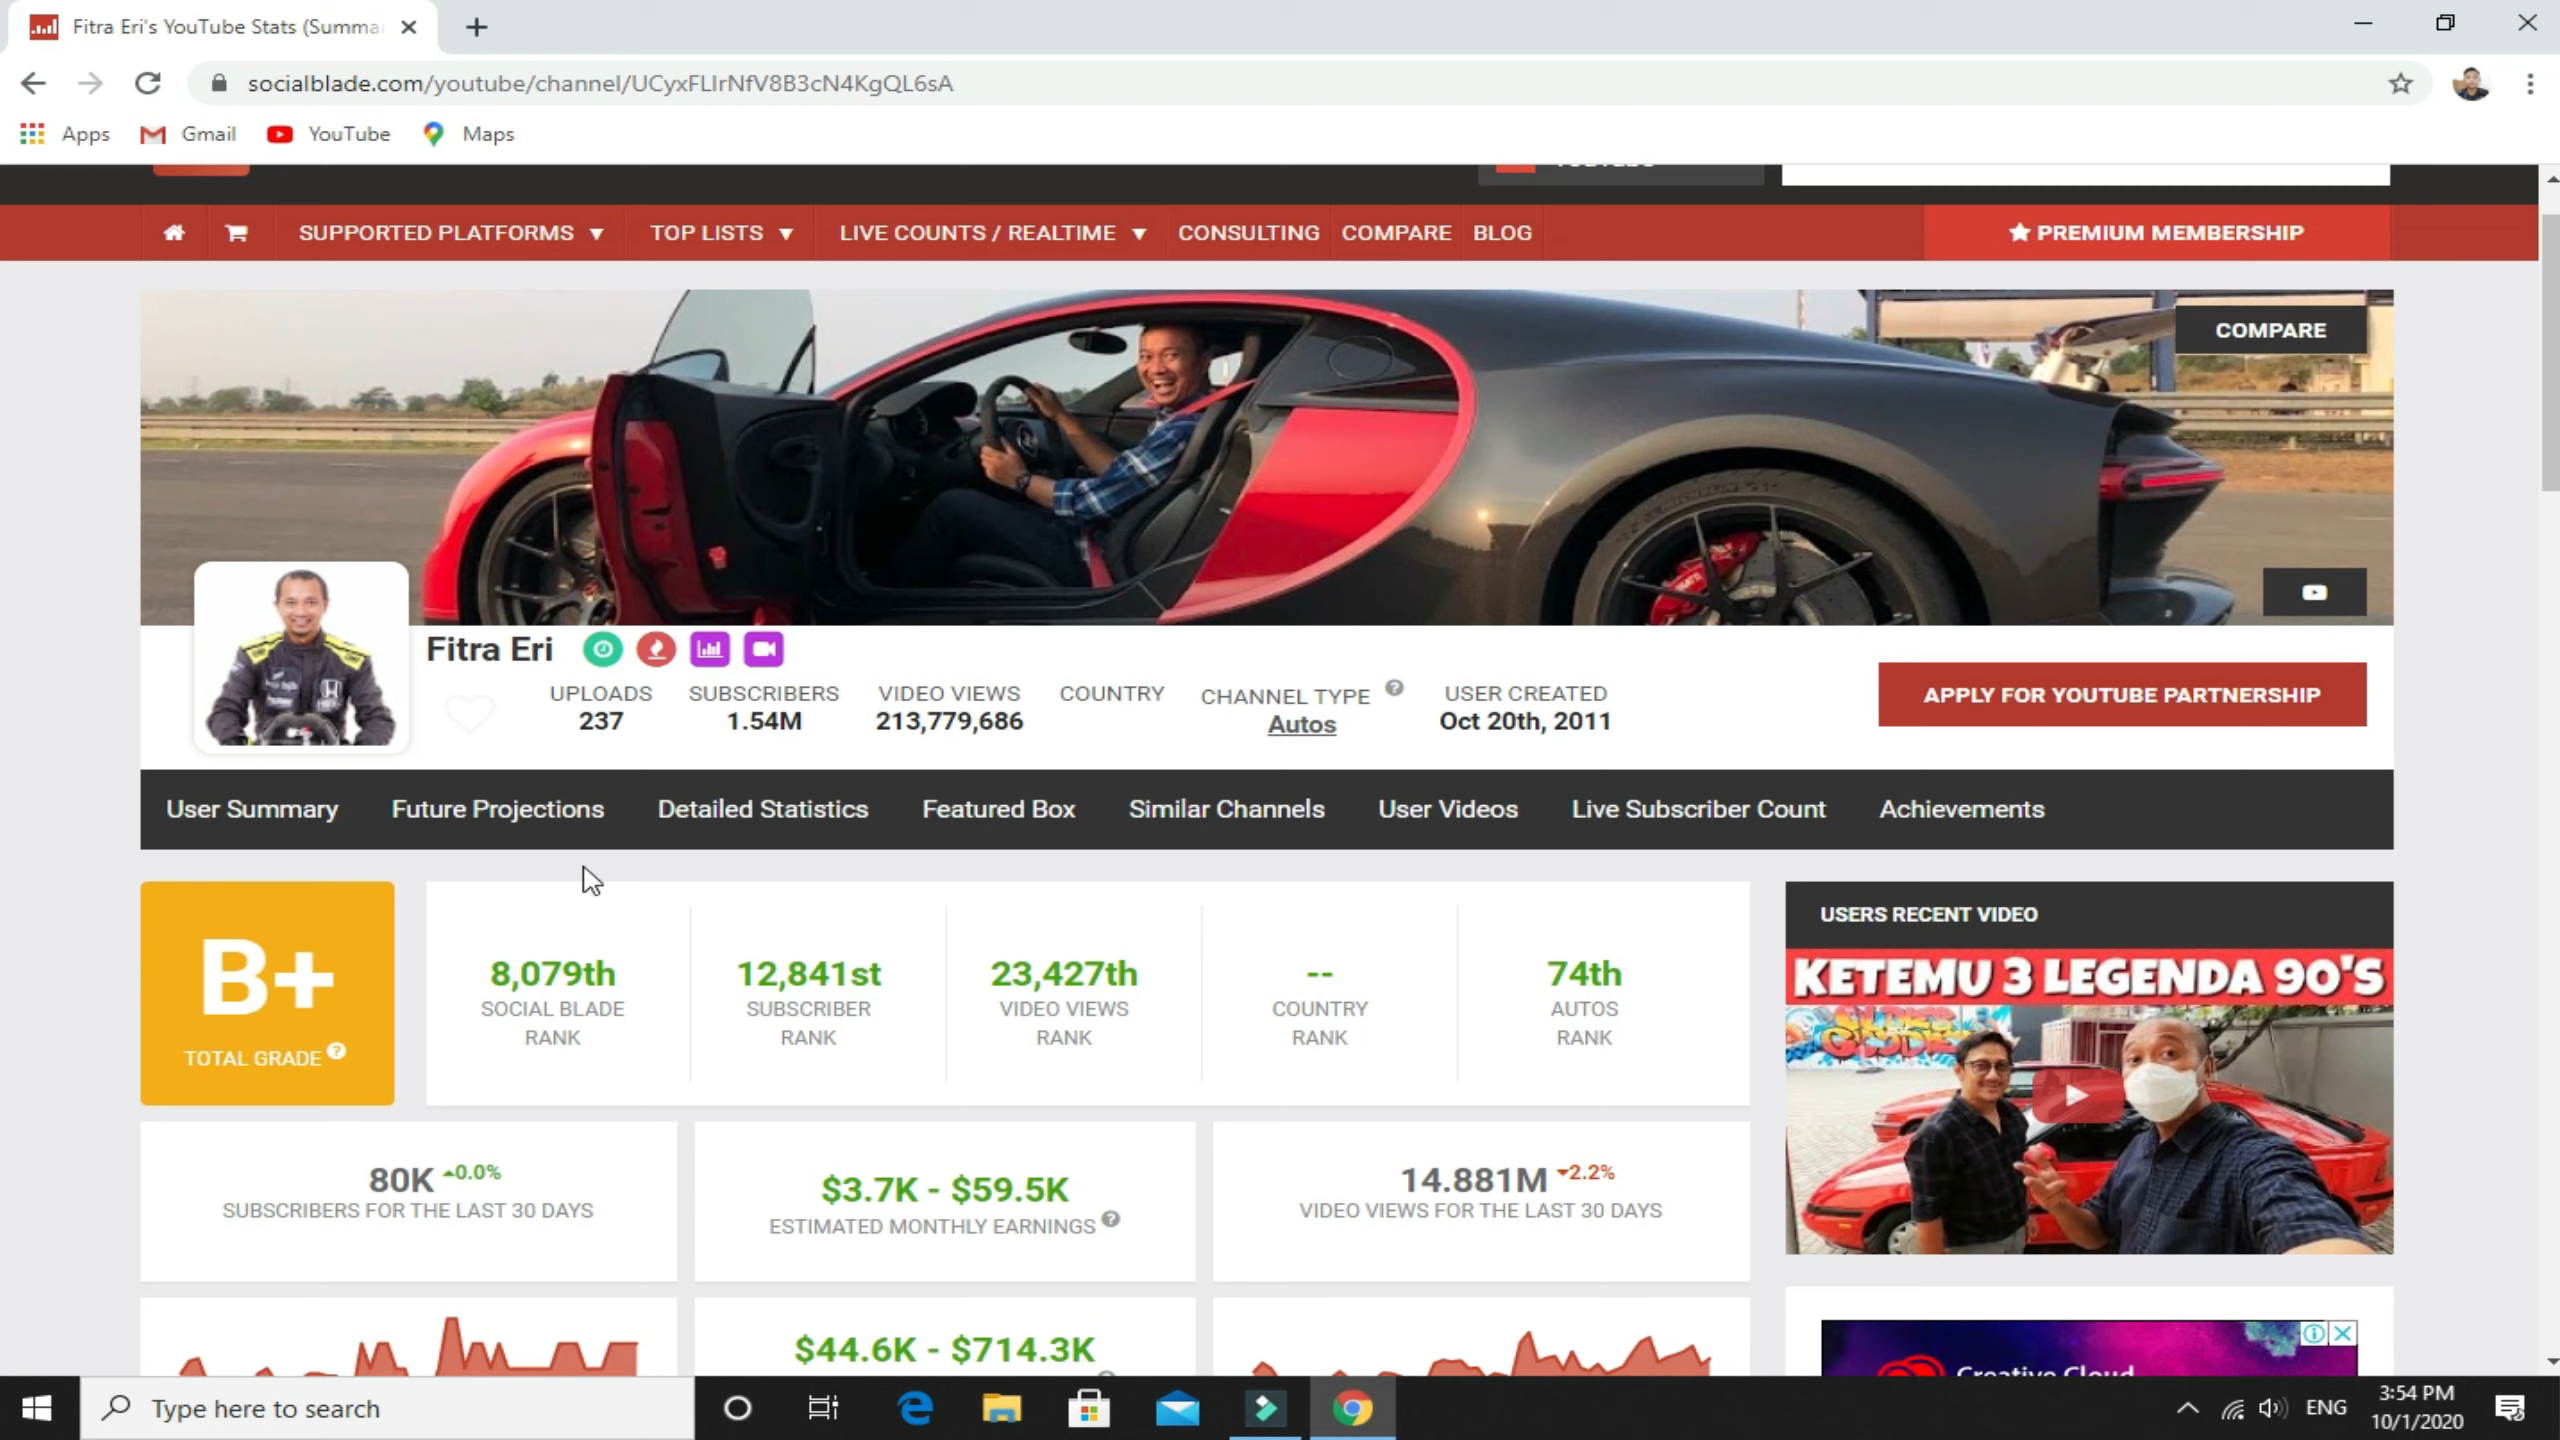 Fitra Eri's YouTube Stats (Summar
socialblade.com/youtube/channel/UCyxFLIrNfV8B3cN4KgQL6sA
Apps Gmail YouTube Maps
SUPPORTED PLATFORMS TOP LISTS LIVE COUNTS / REALTIME CONSULTING COMPARE BLOG PREMIUM MEMBERSHIP
COMPARE
Fitra Eri
UPLOADS SUBSCRIBERS VIDEO VIEWS COUNTRY CHANNEL TYPE ? USER CREATED
237 1.54M 213,779,686 Autos Oct 20th, 2011
APPLY FOR YOUTUBE PARTNERSHIP
User Summary Future Projections Detailed Statistics Featured Box Similar Channels User Videos Live Subscriber Count Achievements
B+
TOTAL GRADE ?
8,079th
SOCIAL BLADE
RANK
12,841st
SUBSCRIBER
RANK
23,427th
VIDEO VIEWS
RANK
--
COUNTRY
RANK
74th
AUTOS
RANK
USERS RECENT VIDEO
KETEMU 3 LEGENDA 90'S
80K 0.0%
SUBSCRIBERS FOR THE LAST 30 DAYS
$3.7K - $59.5K
ESTIMATED MONTHLY EARNINGS ?
14.881M 2.2%
VIDEO VIEWS FOR THE LAST 30 DAYS
$44.6K - $714.3K
Creative Cloud
Type here to search
ENG
3:54 PM
10/1/2020